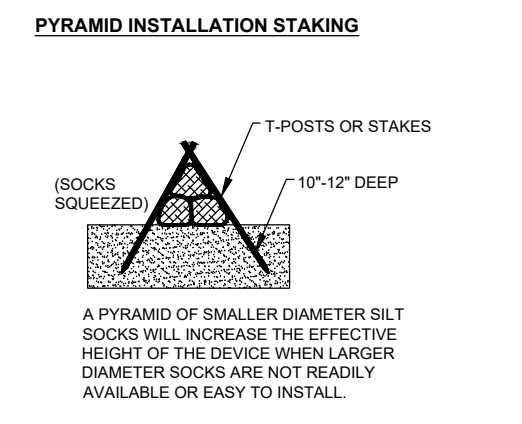 PYRAMID INSTALLATION STAKING
T-POSTS OR STAKES
(SOCKS
SQUEEZED)
10"-12" DEEP
A PYRAMID OF SMALLER DIAMETER SILT
SOCKS WILL INCREASE THE EFFECTIVE
HEIGHT OF THE DEVICE WHEN LARGER
DIAMETER SOCKS ARE NOT READILY
AVAILABLE OR EASY TO INSTALL.